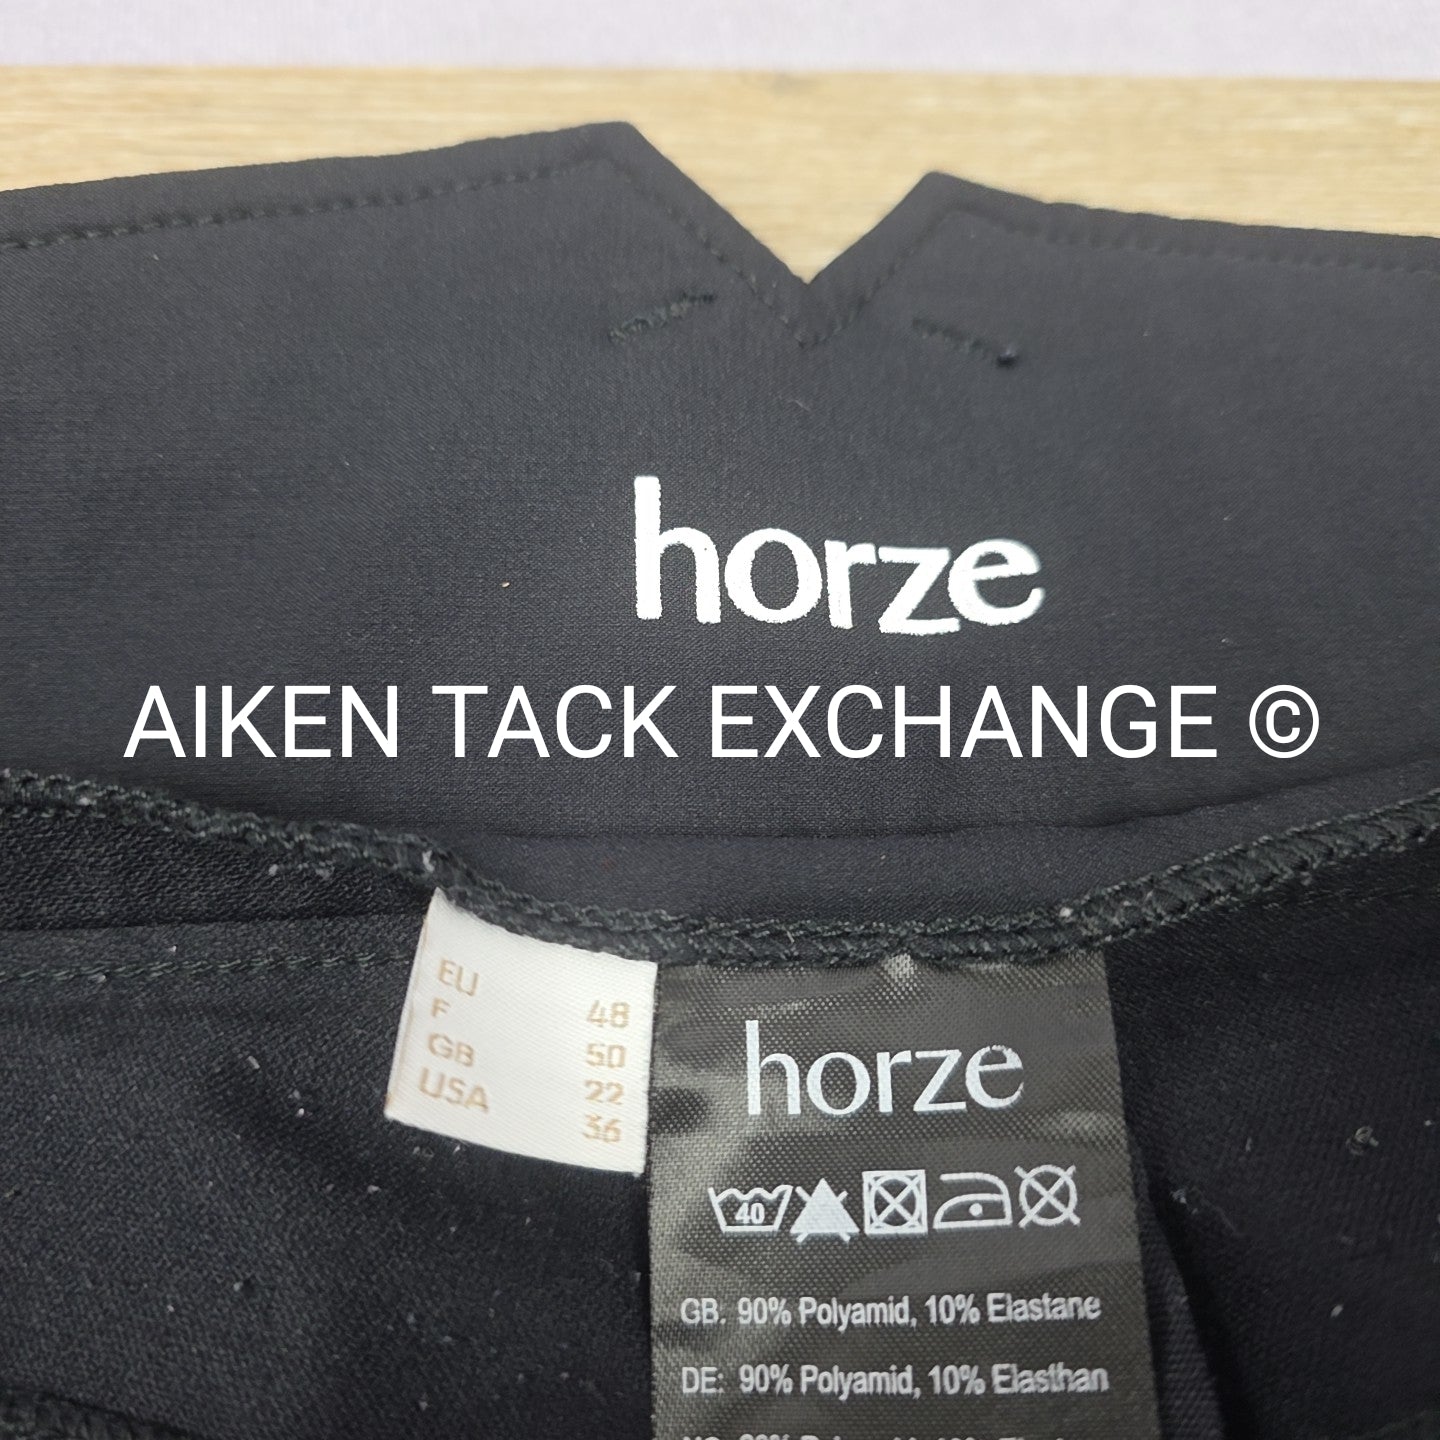 horze
AIKEN TACK EXCHANGE ©
EU 48
F 50
GB 22
USA 36
horze
40
GB. 90% Polyamid, 10% Elastane
DE: 90% Polyamid, 10% Elasthan